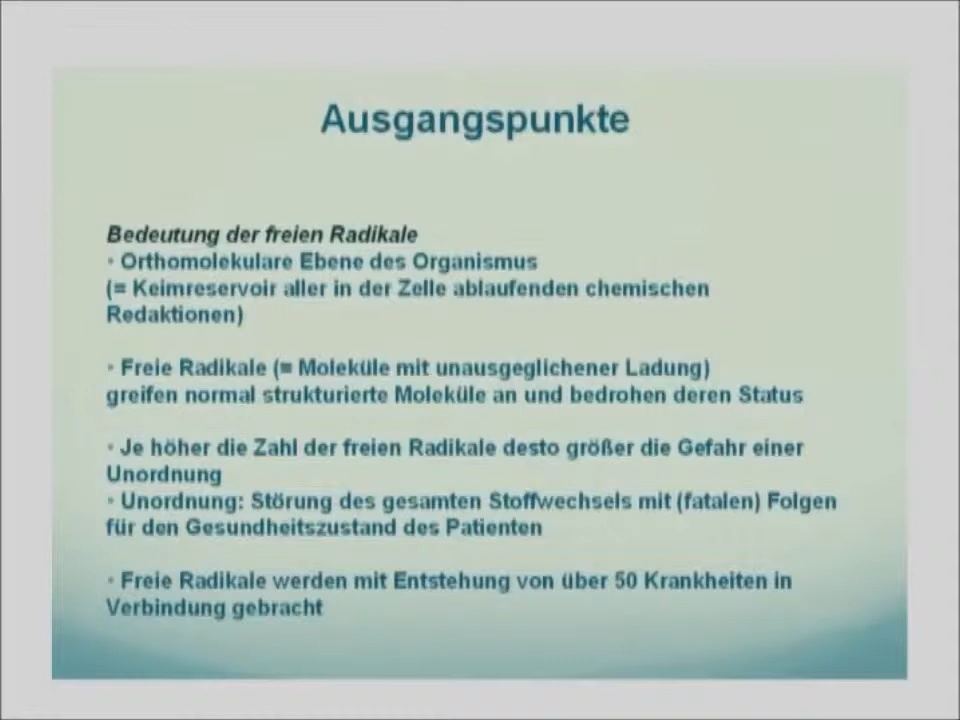 Ausgangspunkte
Bedeutung der freien Radikale
• Orthomolekulare Ebene des Organismus
(= Keimreservoir aller in der Zelle ablaufenden chemischen
Redaktionen)
• Freie Radikale (= Moleküle mit unausgeglichener Ladung)
greifen normal strukturierte Moleküle an und bedrohen deren Status
• Je höher die Zahl der freien Radikale desto größer die Gefahr einer
Unordnung
• Unordnung: Störung des gesamten Stoffwechsels mit (fatalen) Folgen
für den Gesundheitszustand des Patienten
• Freie Radikale werden mit Entstehung von über 50 Krankheiten in
Verbindung gebracht